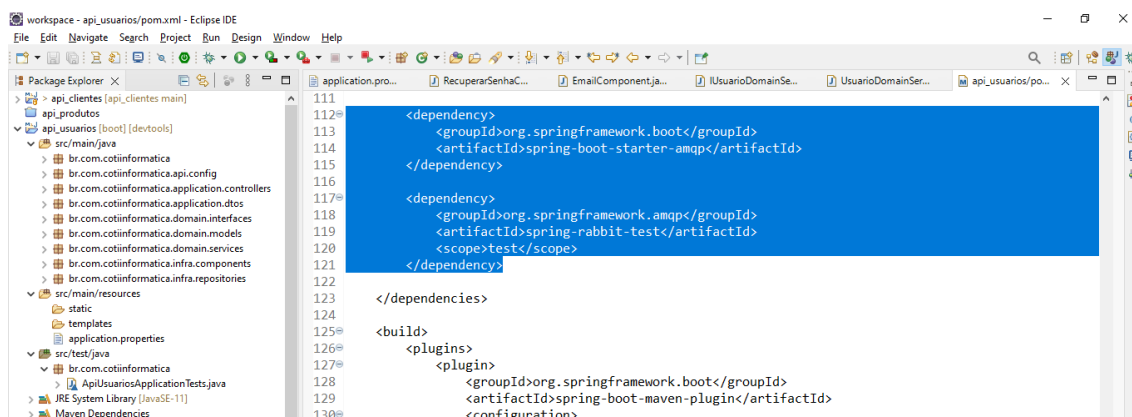 workspace - api_usuarios/pom.xml - Eclipse IDE
File Edit Navigate Search Project Run Design Window Help
Package Explorer
application.pro...
RecuperarSenhaC...
EmailComponent.ja...
IUsuarioDomainSe...
UsuarioDomainSer...
api_usuarios/po...
> api_clientes [api_clientes main]
api_produtos
api_usuarios [boot] [devtools]
src/main/java
br.com.cotiinformatica
br.com.cotiinformatica.api.config
br.com.cotiinformatica.application.controllers
br.com.cotiinformatica.application.dtos
br.com.cotiinformatica.domain.interfaces
br.com.cotiinformatica.domain.models
br.com.cotiinformatica.domain.services
br.com.cotiinformatica.infra.components
br.com.cotiinformatica.infra.repositories
src/main/resources
static
templates
application.properties
src/test/java
br.com.cotiinformatica
ApiUsuariosApplicationTests.java
JRE System Library [JavaSE-11]
Maven Dependencies
111
112 <dependency>
113 <groupId>org.springframework.boot</groupId>
114 <artifactId>spring-boot-starter-amqp</artifactId>
115 </dependency>
116
117 <dependency>
118 <groupId>org.springframework.amqp</groupId>
119 <artifactId>spring-rabbit-test</artifactId>
120 <scope>test</scope>
121 </dependency>
122
123 </dependencies>
124
125 <build>
126 <plugins>
127 <plugin>
128 <groupId>org.springframework.boot</groupId>
129 <artifactId>spring-boot-maven-plugin</artifactId>
130 <configuration>